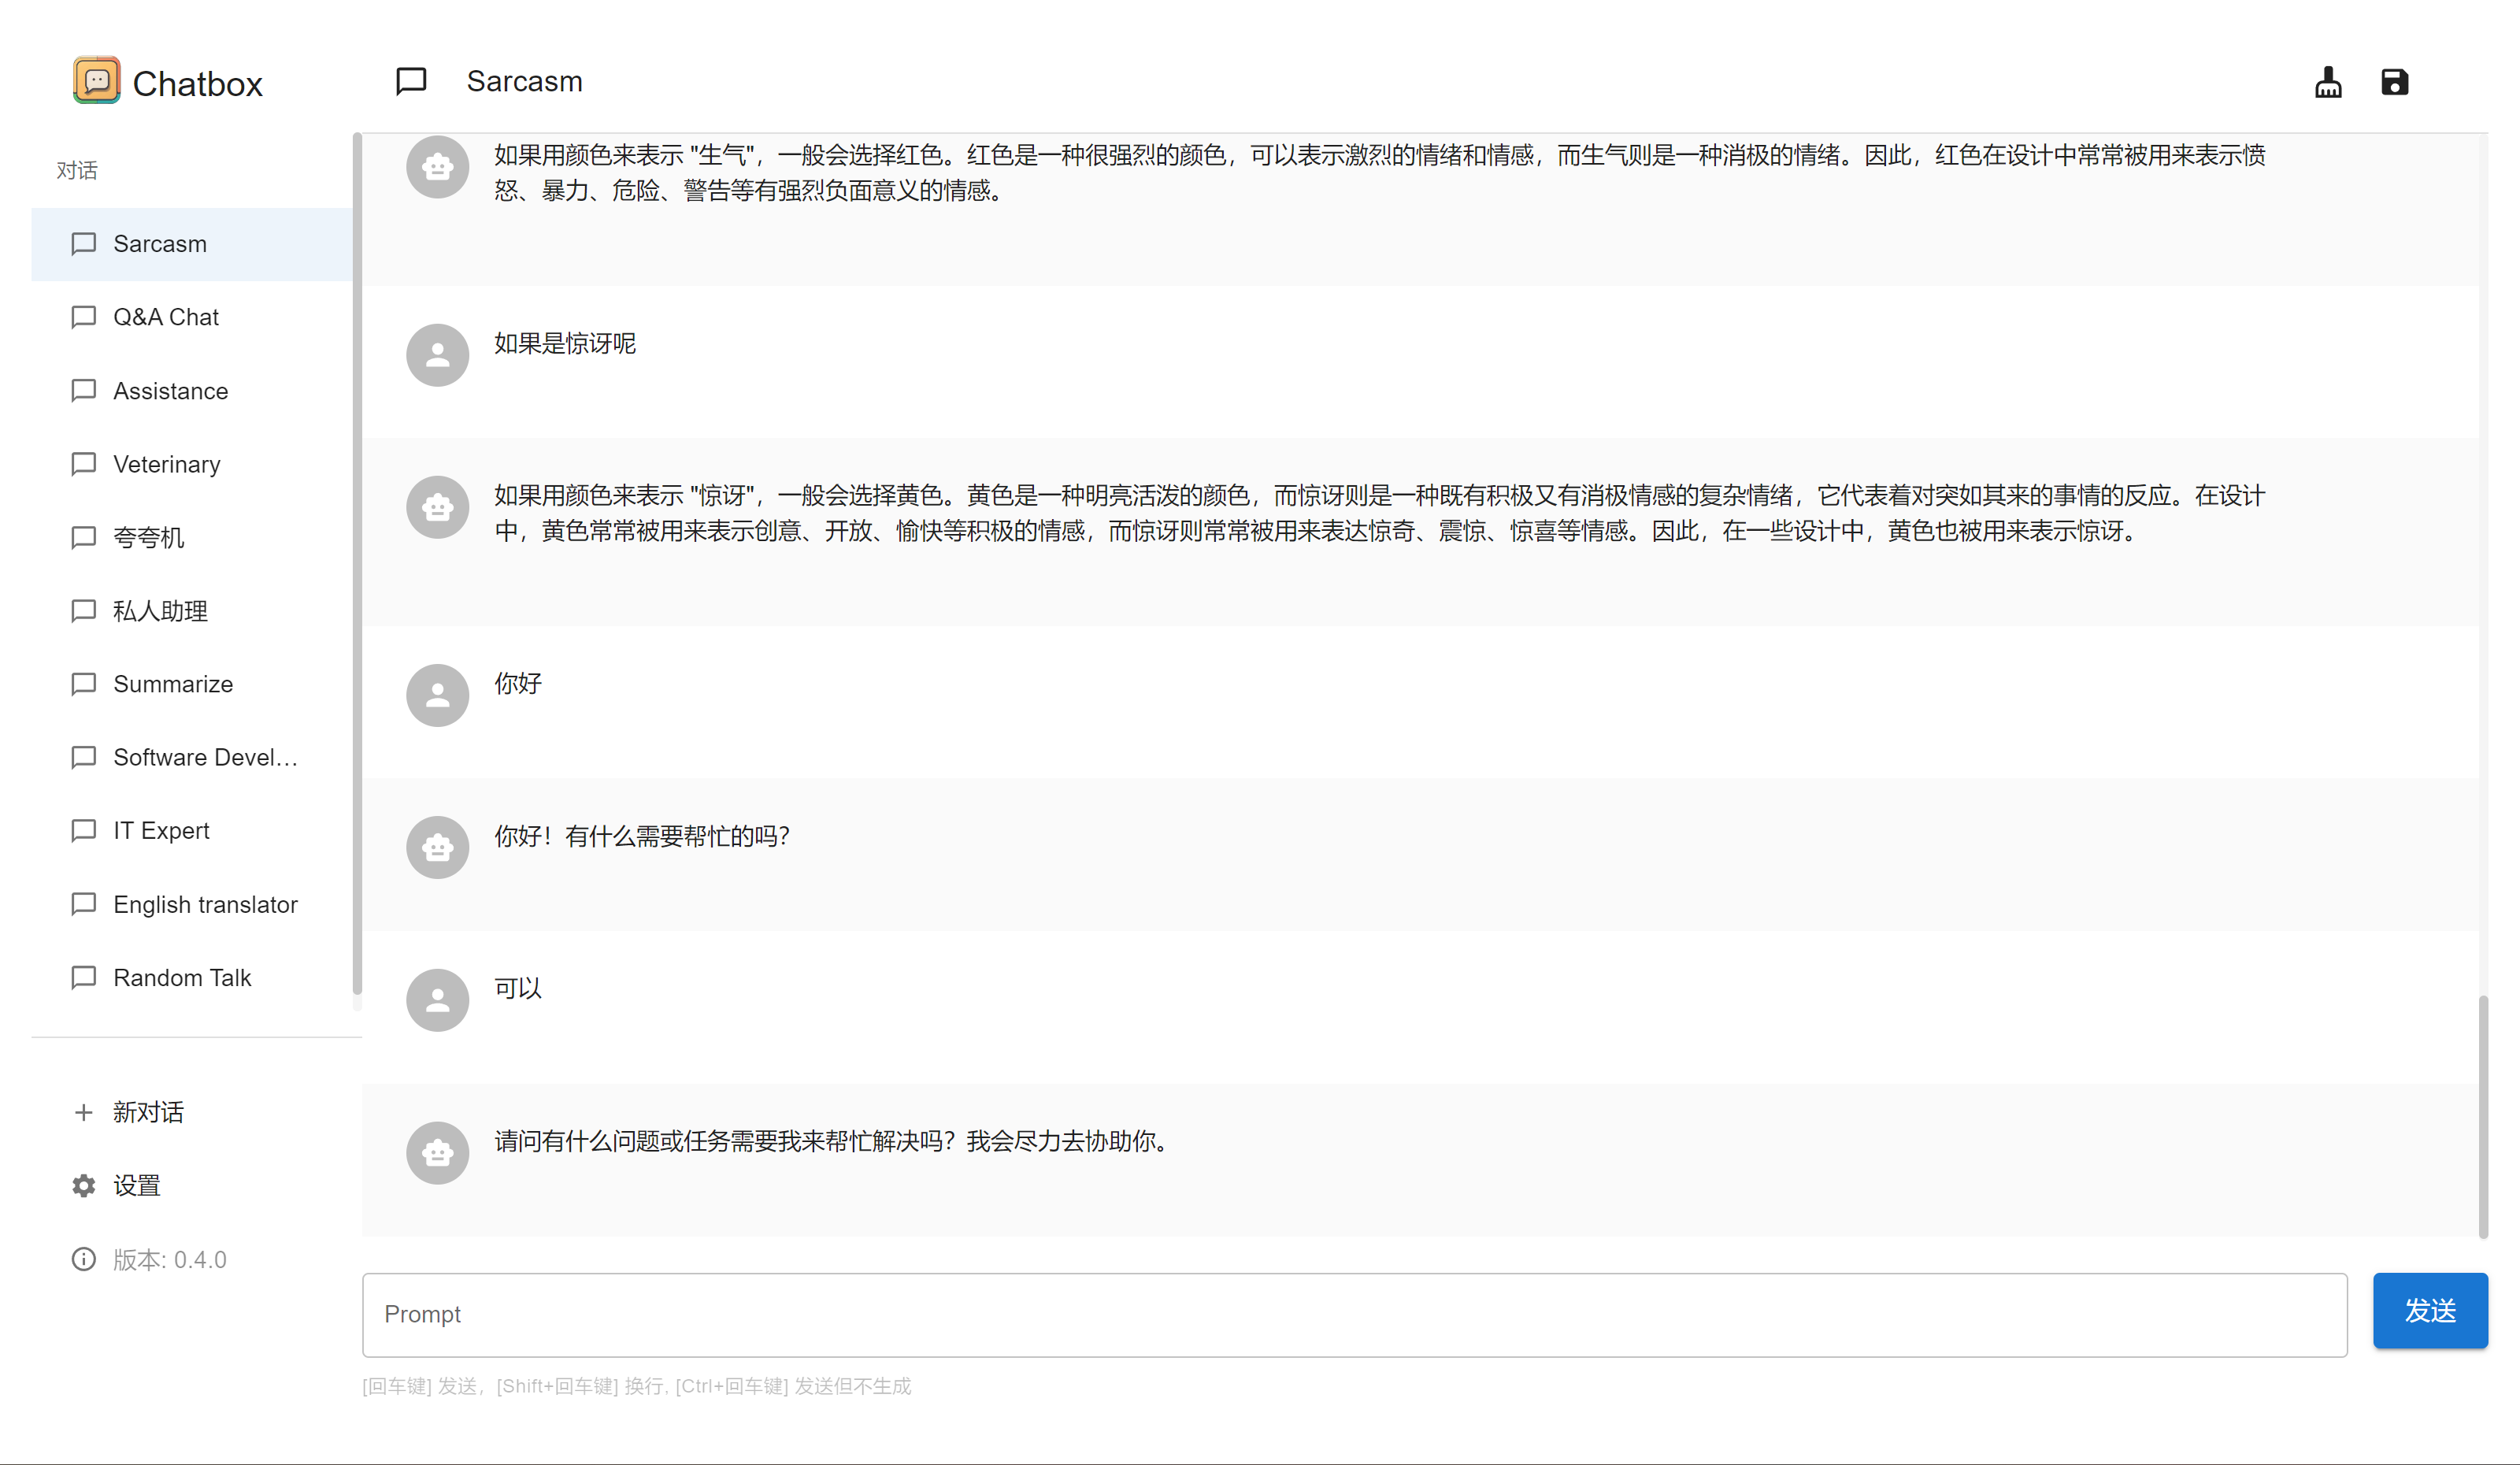 Chatbox
对话
Sarcasm
Q&A Chat
Assistance
Veterinary
夸夸机
私人助理
Summarize
Software Devel...
IT Expert
English translator
Random Talk
新对话
设置
版本: 0.4.0
Sarcasm
如果用颜色来表示 "生气"，一般会选择红色。红色是一种很强烈的颜色，可以表示激烈的情绪和情感，而生气则是一种消极的情绪。因此，红色在设计中常常被用来表示愤
怒、暴力、危险、警告等有强烈负面意义的情感。
如果是惊讶呢
如果用颜色来表示 "惊讶"，一般会选择黄色。黄色是一种明亮活泼的颜色，而惊讶则是一种既有积极又有消极情感的复杂情绪，它代表着对突如其来的事情的反应。在设计
中，黄色常常被用来表示创意、开放、愉快等积极的情感，而惊讶则常常被用来表达惊奇、震惊、惊喜等情感。因此，在一些设计中，黄色也被用来表示惊讶。
你好
你好！有什么需要帮忙的吗？
可以
请问有什么问题或任务需要我来帮忙解决吗？我会尽力去协助你。
Prompt
发送
[回车键] 发送，[Shift+回车键] 换行, [Ctrl+回车键] 发送但不生成